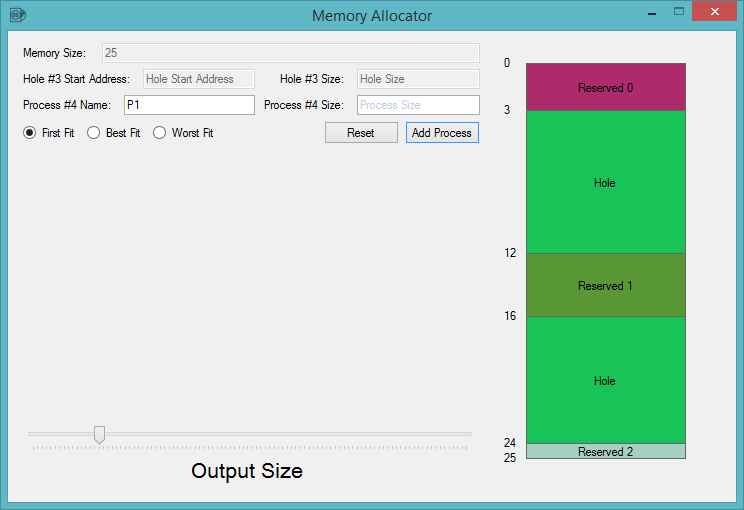 Memory Allocator
Memory Size: 25
Hole #3 Start Address: Hole Start Address Hole #3 Size: Hole Size
Process #4 Name: P1 Process #4 Size: Process Size
First Fit Best Fit Worst Fit Reset Add Process
Output Size
0
Reserved 0
3
Hole
12
Reserved 1
16
Hole
24
Reserved 2
25